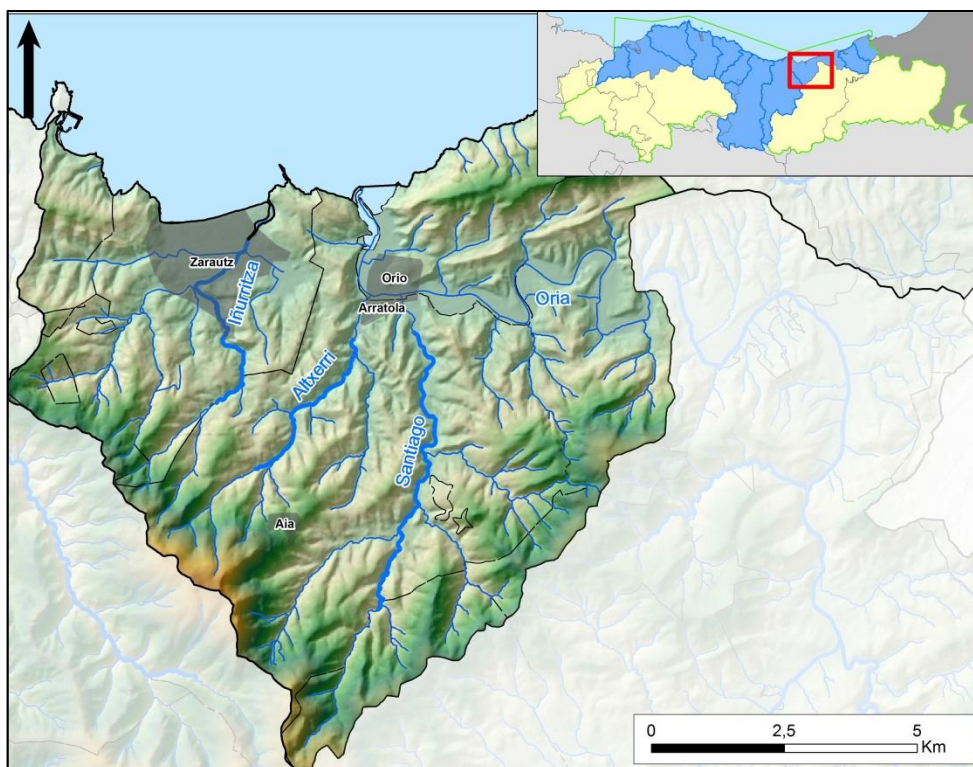 Zarautz
Iñurritza
Orio
Arratola
Oria
Altxerri
Santiago
Aia
0 2,5 5
Km